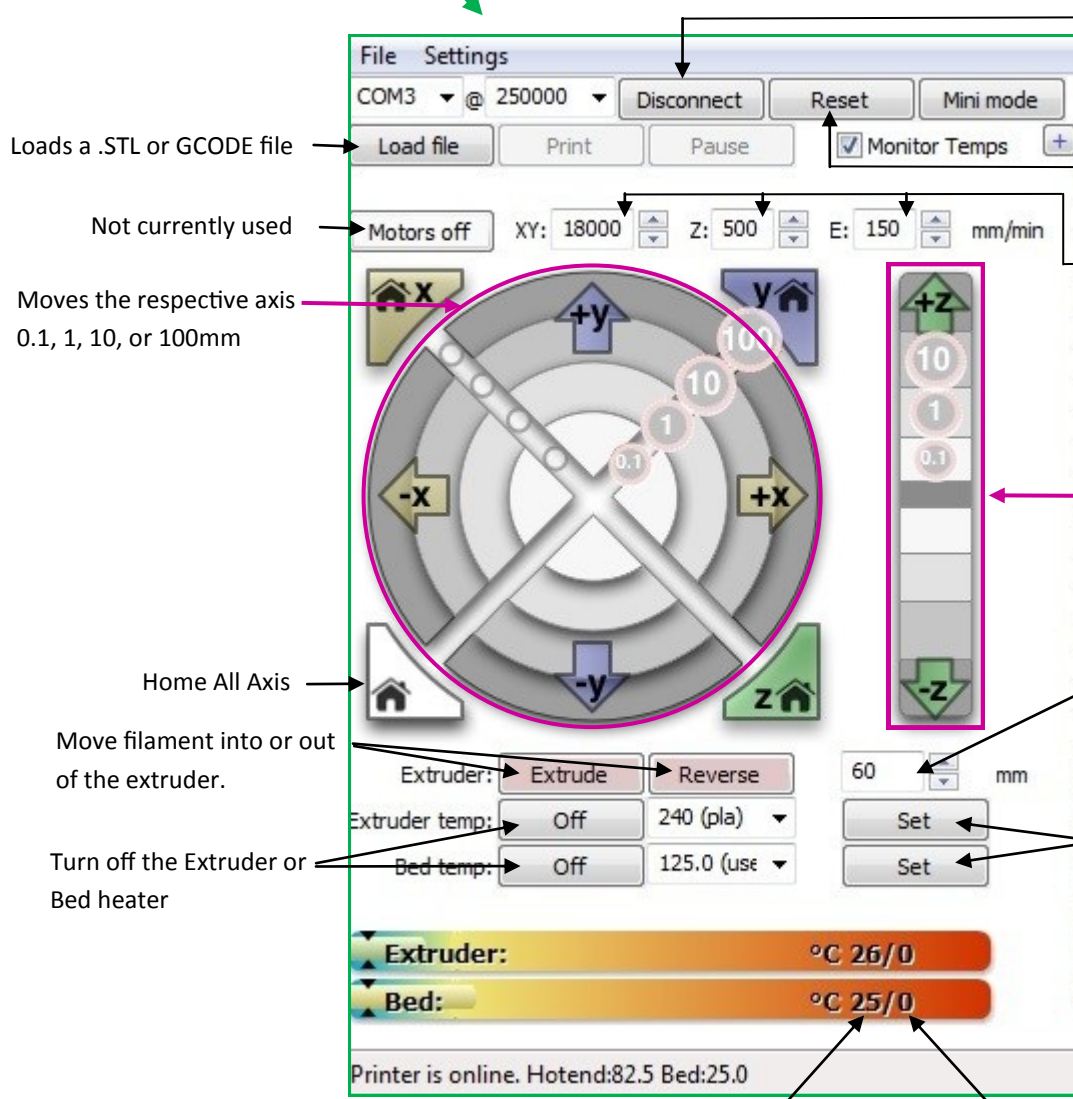 File Settings
COM3 @ 250000 Disconnect Reset Mini mode
Loads a .STL or GCODE file
Load file Print Pause Monitor Temps +
Not currently used
Motors off XY: 18000 Z: 500 E: 150 mm/min
Moves the respective axis
0.1, 1, 10, or 100mm
x
y
+y
100
10
1
0.1
-x
+x
-y
z
+z
10
1
0.1
-z
Home All Axis
Move filament into or out
of the extruder.
Extruder: Extrude Reverse 60 mm
Extruder temp: Off 240 (pla) Set
Turn off the Extruder or
Bed heater
Bed temp: Off 125.0 (use Set
Extruder: °C 26/0
Bed: °C 25/0
Printer is online. Hotend:82.5 Bed:25.0